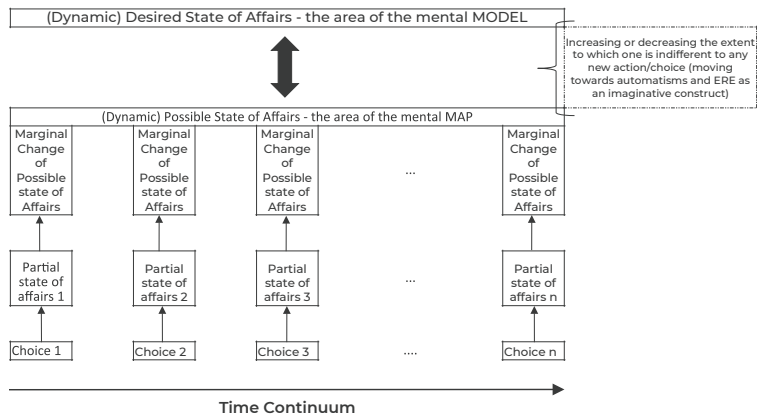 (Dynamic) Desired State of Affairs - the area of the mental MODEL
Increasing or decreasing the extent
to which one is indifferent to any
new action/choice (moving
towards automatisms and ERE as
an imaginative construct)
(Dynamic) Possible State of Affairs - the area of the mental MAP
Marginal
Change
of
Possible
state of
Affairs
Marginal
Change
of
Possible
state of
Affairs
Marginal
Change
of
Possible
state of
Affairs
...
Marginal
Change
of
Possible
state of
Affairs
Partial
state of
affairs 1
Partial
state of
affairs 2
Partial
state of
affairs 3
...
Partial
state of
affairs n
Choice 1
Choice 2
Choice 3
....
Choice n
Time Continuum